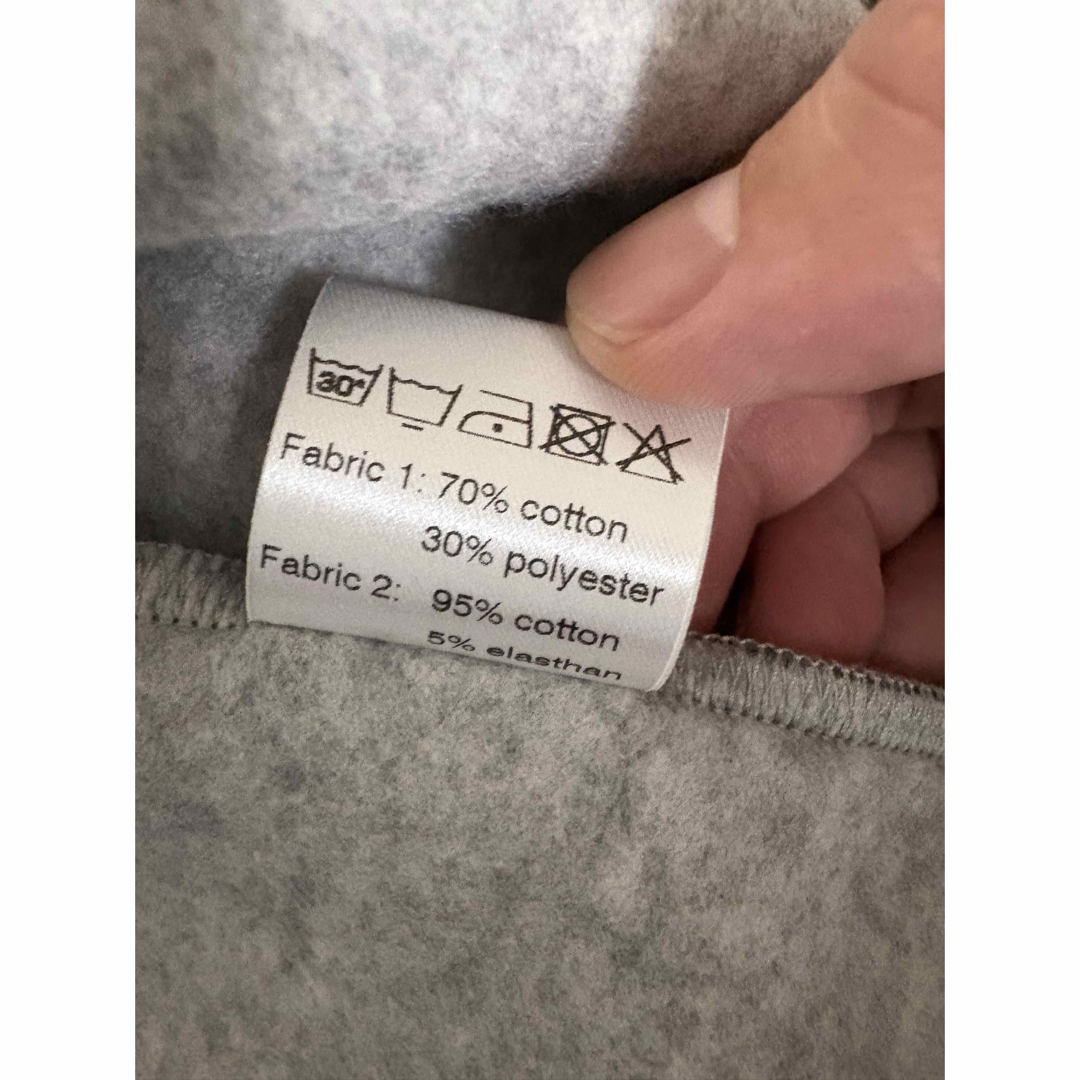 30°
Fabric 1: 70% cotton
30% polyester
Fabric 2: 95% cotton
5% elasthan